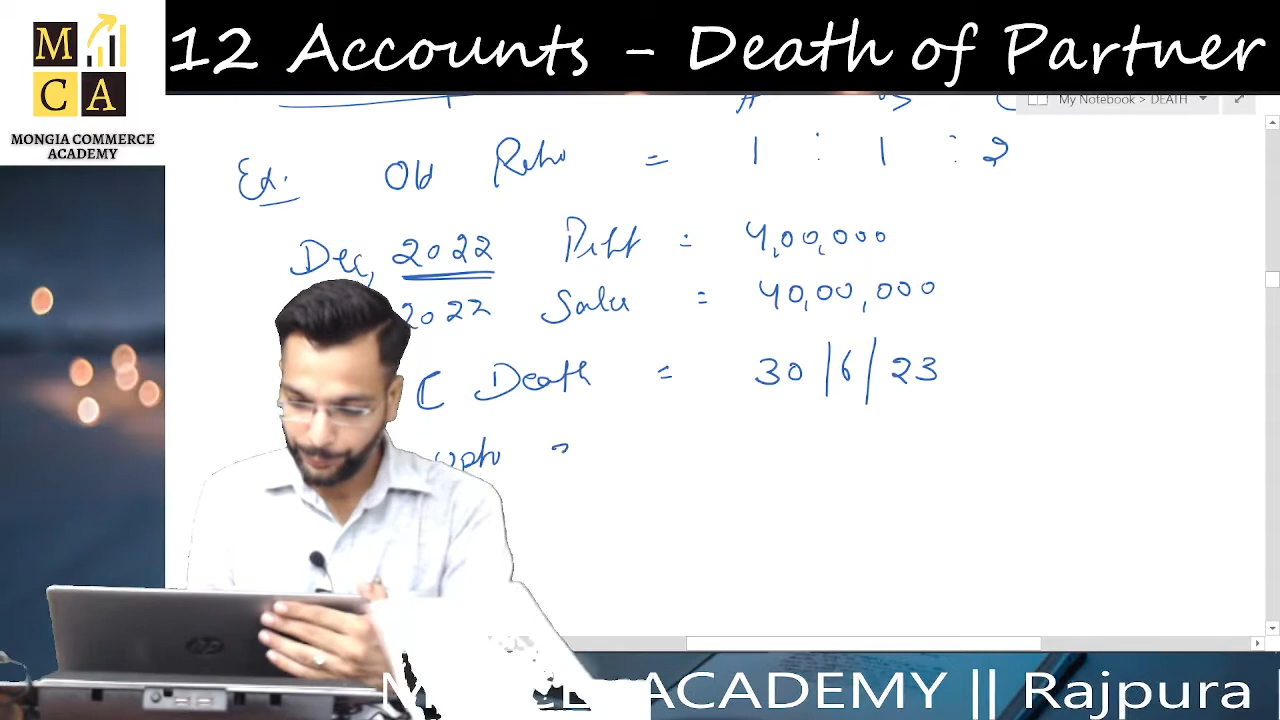 12 Accounts - Death of Partner
M
C A
MONGIA COMMERCE
ACADEMY
My Notebook > DEATH
A B C
Ex. Old Ratio = 1 : 1 : 2
Dec, 2022 Profit = 4,00,000
2022 Sales = 40,00,000
C Death = 30/6/23
upto
ACADEMY || Rajpura